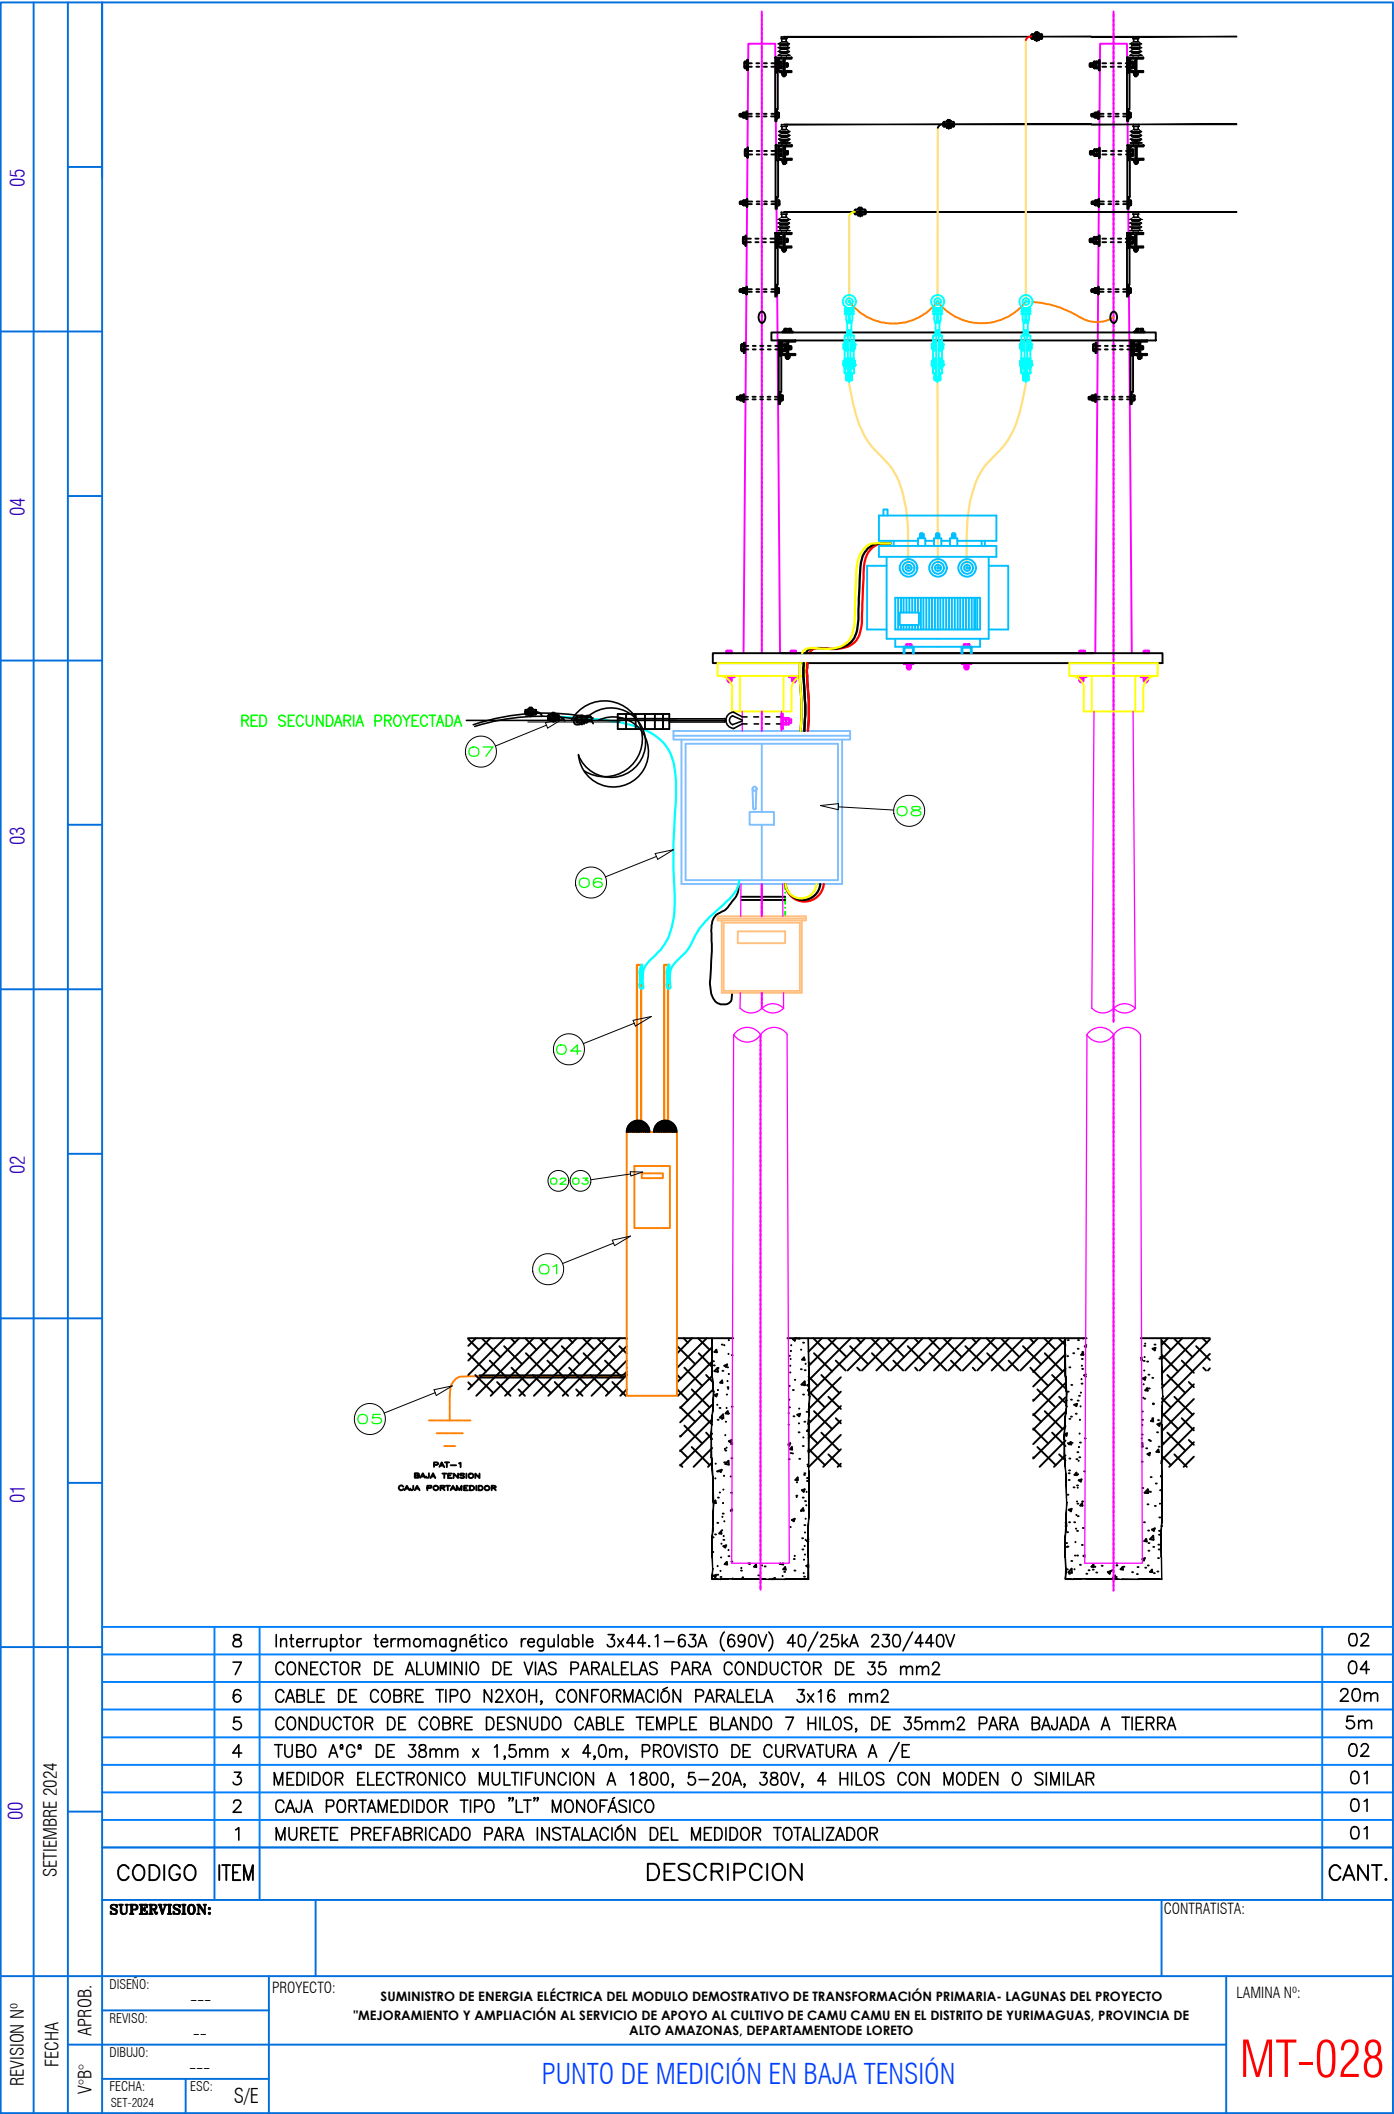 RED SECUNDARIA PROYECTADA
07
08
06
04
02 03
01
05
PAT-1
BAJA TENSION
CAJA PORTAMEDIDOR
8 Interruptor termomagnético regulable 3x44.1-63A (690V) 40/25kA 230/440V 02
7 CONECTOR DE ALUMINIO DE VIAS PARALELAS PARA CONDUCTOR DE 35 mm2 04
6 CABLE DE COBRE TIPO N2XOH, CONFORMACIÓN PARALELA 3x16 mm2 20m
5 CONDUCTOR DE COBRE DESNUDO CABLE TEMPLE BLANDO 7 HILOS, DE 35mm2 PARA BAJADA A TIERRA 5m
4 TUBO A°G° DE 38mm x 1,5mm x 4,0m, PROVISTO DE CURVATURA A /E 02
3 MEDIDOR ELECTRONICO MULTIFUNCION A 1800, 5-20A, 380V, 4 HILOS CON MODEN O SIMILAR 01
2 CAJA PORTAMEDIDOR TIPO "LT" MONOFÁSICO 01
1 MURETE PREFABRICADO PARA INSTALACIÓN DEL MEDIDOR TOTALIZADOR 01
CODIGO ITEM DESCRIPCION CANT.
SUPERVISION:
CONTRATISTA:
DISEÑO:
---
REVISO:
--
DIBUJO:
---
FECHA:
SET-2024
ESC: S/E
PROYECTO:
SUMINISTRO DE ENERGIA ELÉCTRICA DEL MODULO DEMOSTRATIVO DE TRANSFORMACIÓN PRIMARIA- LAGUNAS DEL PROYECTO
"MEJORAMIENTO Y AMPLIACIÓN AL SERVICIO DE APOYO AL CULTIVO DE CAMU CAMU EN EL DISTRITO DE YURIMAGUAS, PROVINCIA DE
ALTO AMAZONAS, DEPARTAMENTODE LORETO
PUNTO DE MEDICIÓN EN BAJA TENSIÓN
LAMINA Nº:
MT-028
05
04
03
02
01
00
SETIEMBRE 2024
REVISION Nº
FECHA
V°B° APROB.